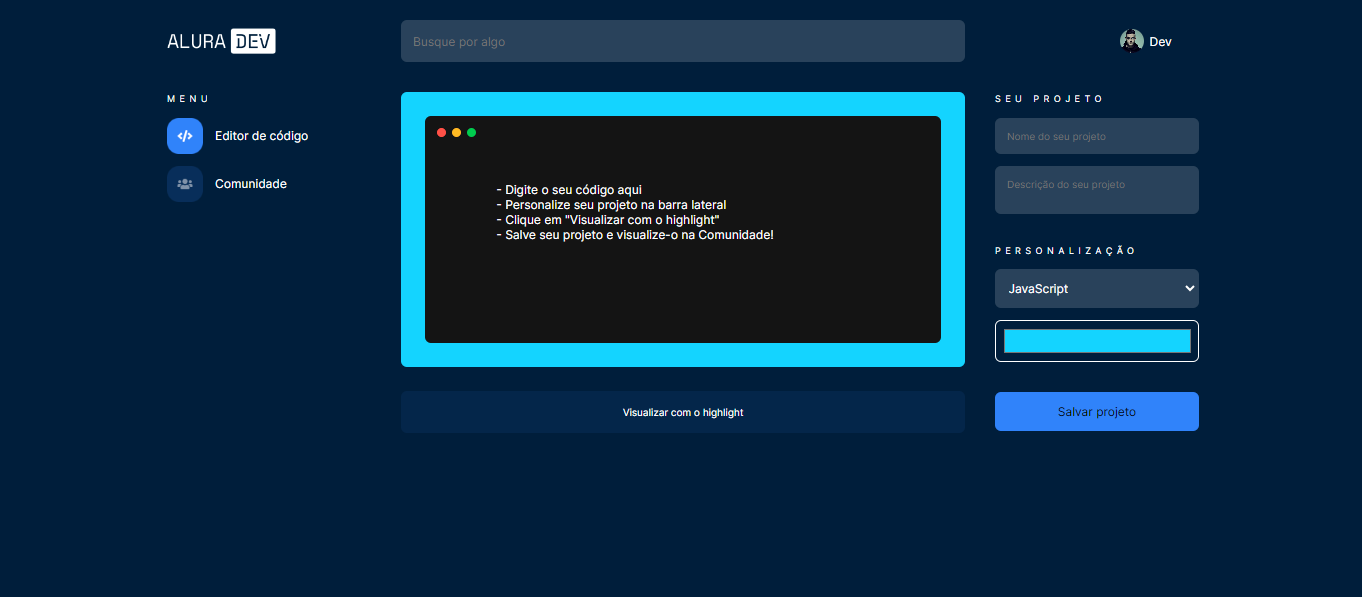 ALURA DEV
Busque por algo
Dev
MENU
Editor de código
Comunidade
- Digite o seu código aqui
- Personalize seu projeto na barra lateral
- Clique em "Visualizar com o highlight"
- Salve seu projeto e visualize-o na Comunidade!
Visualizar com o highlight
SEU PROJETO
Nome do seu projeto
Descrição do seu projeto
PERSONALIZAÇÃO
JavaScript
Salvar projeto